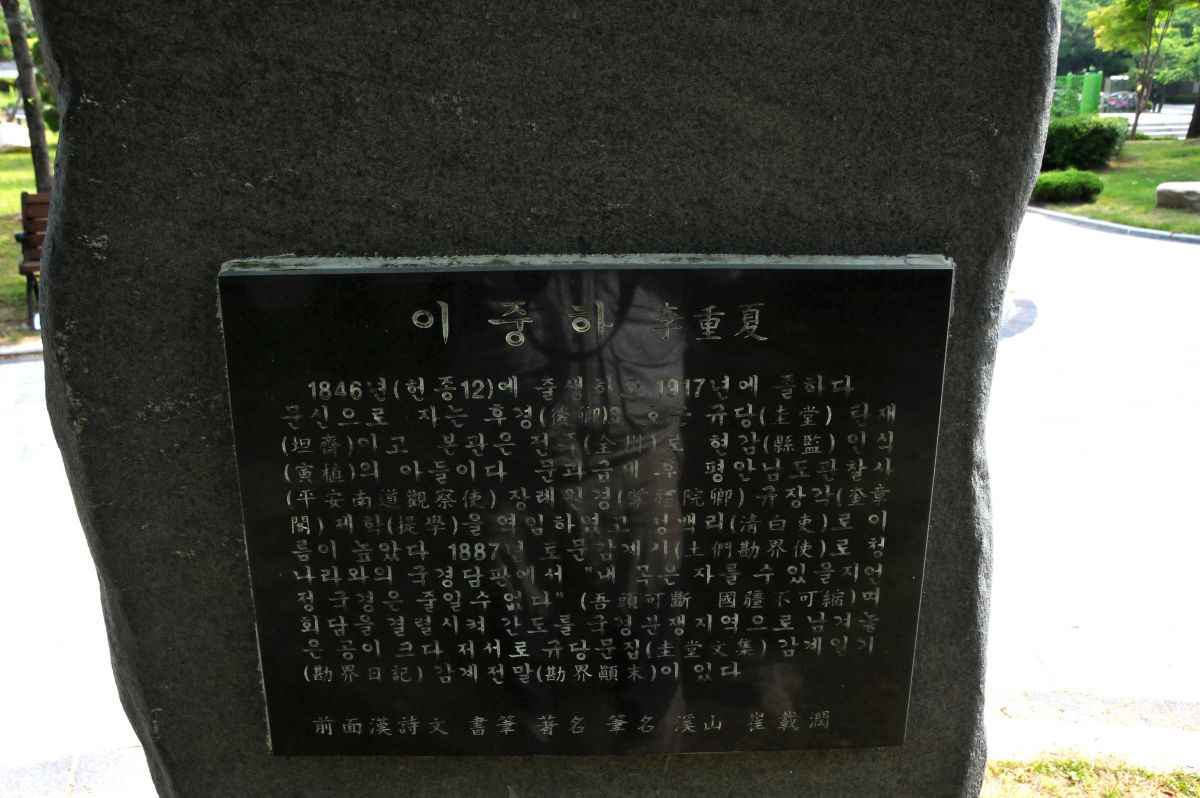 이 중 하 李重夏
1846년(헌종12)에 출생하고 1917년에 졸하다
문신으로 자는 후경(後卿) 호는 규당(圭堂) 탄재
(坦齋)이고 본관은 전주(全州)로 현감(縣監) 인식
(寅植)의 아들이다 문과급제 후 평안남도관찰사
(平安南道觀察使) 장례원경(掌禮院卿) 규장각(奎章
閣) 제학(提學)을 역임하였고 청백리(淸白吏)로 이
름이 높았다 1887년 토문감계사(土們勘界使)로 청
나라와의 국경담판에서 "내 목은 자를 수 있을지언
정 국경은 줄일수 없다" (吾頭可斷 國疆不可縮)며
회담을 결렬시켜 간도를 국경분쟁지역으로 남겨놓
은 공이 크다 저서로 규당문집(圭堂文集) 감계일기
(勘界日記) 감계전말(勘界顚末)이 있다
前面漢詩文 書筆 著名 筆名 溪山 崔載潤